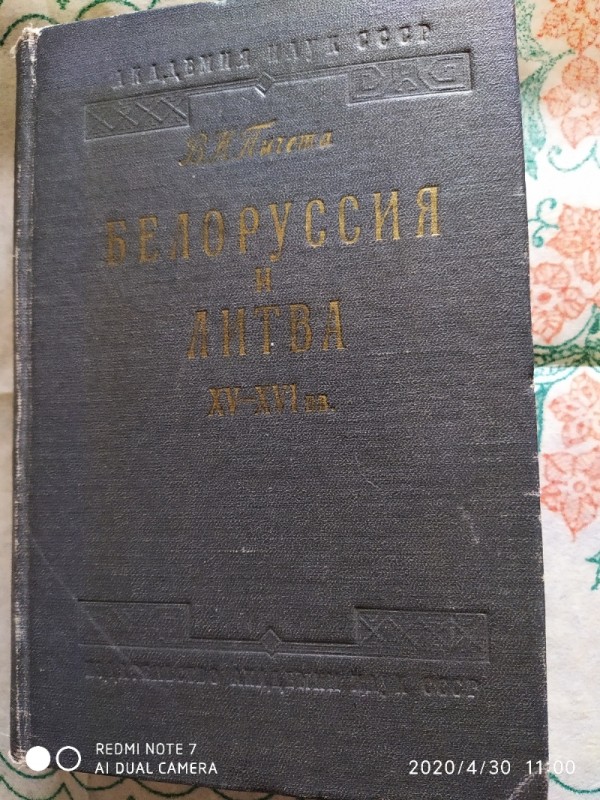 АКАДЕМИЯ НАУК СССР
В. И. Пичета
БЕЛОРУССИЯ
И
ЛИТВА
XV–XVI вв.
ИЗДАТЕЛЬСТВО АКАДЕМИИ НАУК СССР
REDMI NOTE 7
AI DUAL CAMERA
2020/4/30 11:00